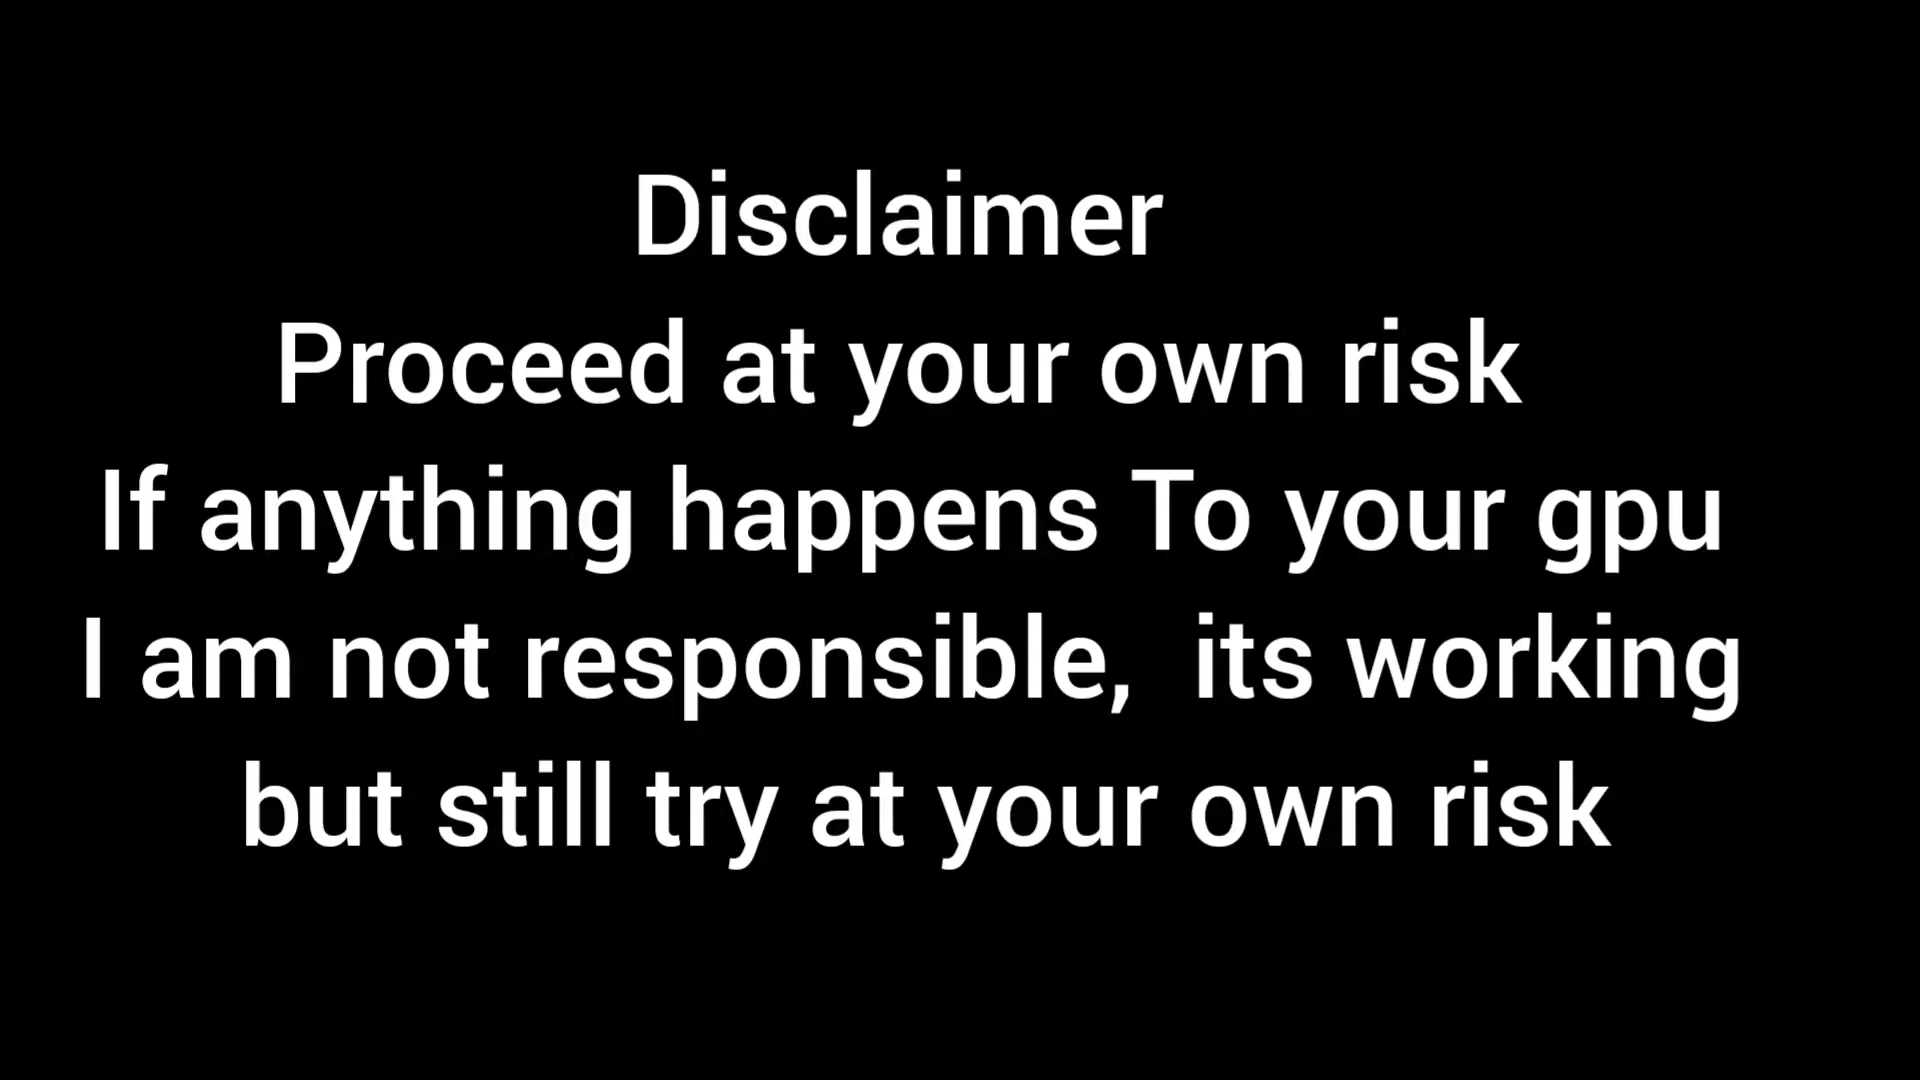 Disclaimer
Proceed at your own risk
If anything happens To your gpu
I am not responsible,  its working
but still try at your own risk